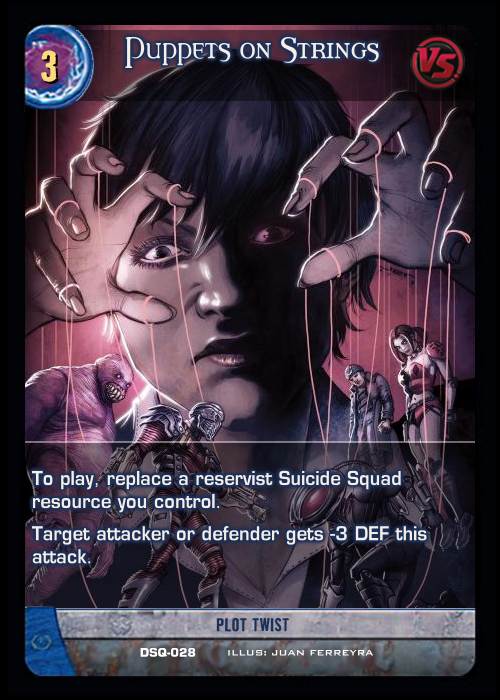 3
Puppets on Strings
VS
To play, replace a reservist Suicide Squad
resource you control.
Target attacker or defender gets -3 DEF this
attack.
PLOT TWIST
DSQ-028 ILLUS: JUAN FERREYRA